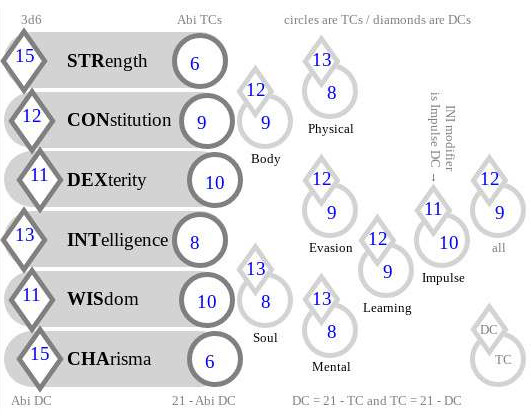 3d6 Abi TCs circles are TCs / diamonds are DCs
15 STRength 6
13
8
Physical
12 CONstitution 9
12
9
Body
11 DEXterity 10
12
9
Evasion
INI modifier
is Impulse DC →
11
10
Impulse
12
9
all
13 INTelligence 8
12
9
Learning
11 WISdom 10
13
8
Soul
13
8
Mental
15 CHArisma 6
DC
TC
Abi DC 21 - Abi DC DC = 21 - TC and TC = 21 - DC